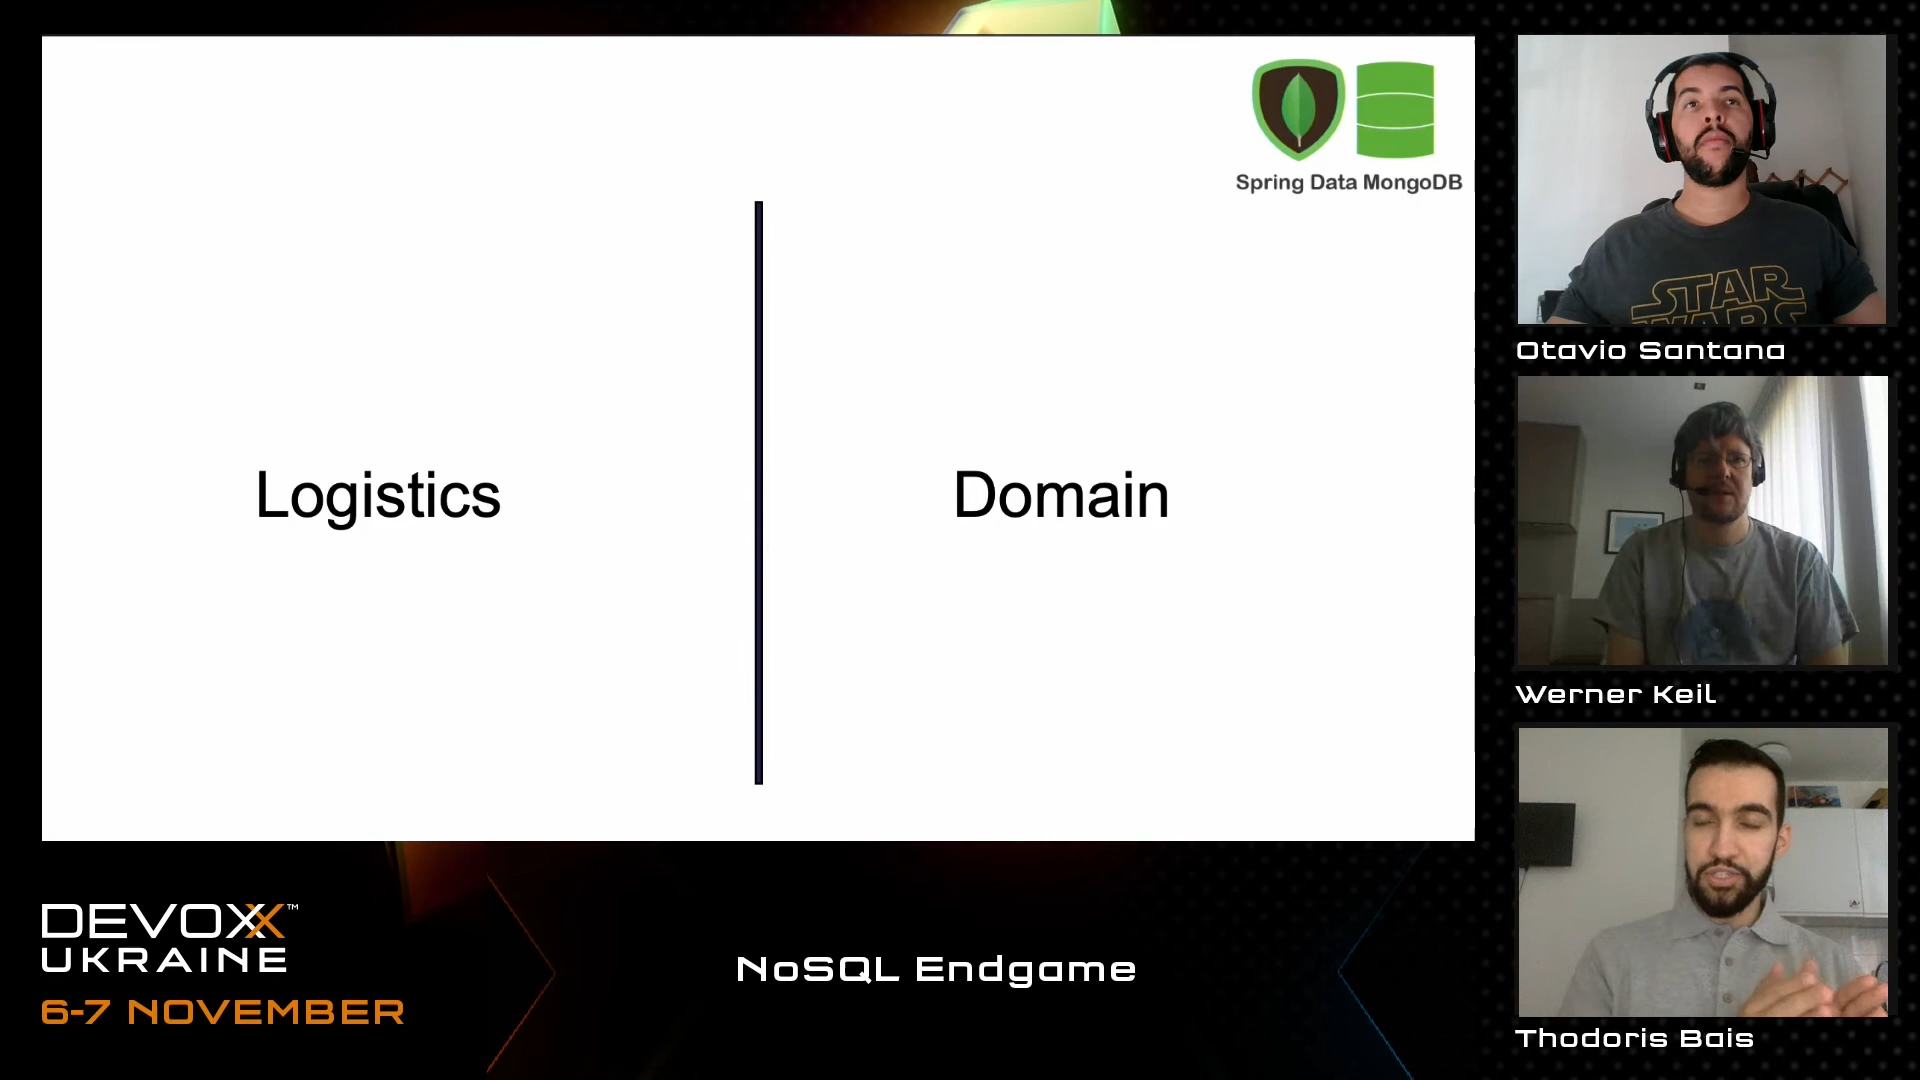 Spring Data MongoDB
Logistics
Domain
STAR
WARS
Otavio Santana
Werner Keil
Thodoris Bais
DEVOXX™
UKRAINE
6-7 NOVEMBER
NoSQL Endgame